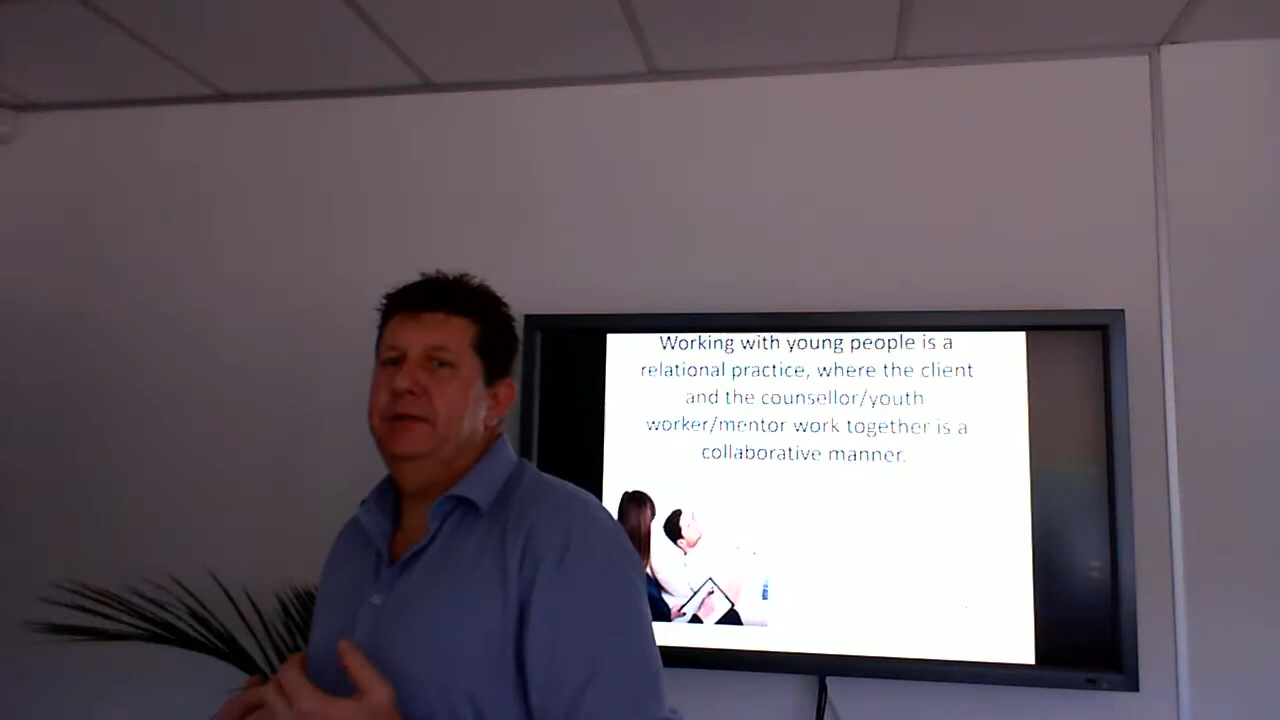 Working with young people is a
relational practice, where the client
and the counsellor/youth
worker/mentor work together is a
collaborative manner.